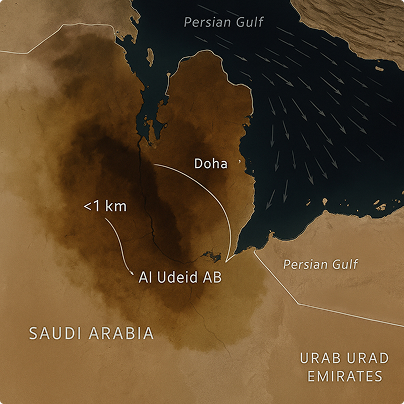 Persian Gulf
Doha
<1 km
Al Udeid AB
Persian Gulf
SAUDI ARABIA
URAB URAD
EMIRATES